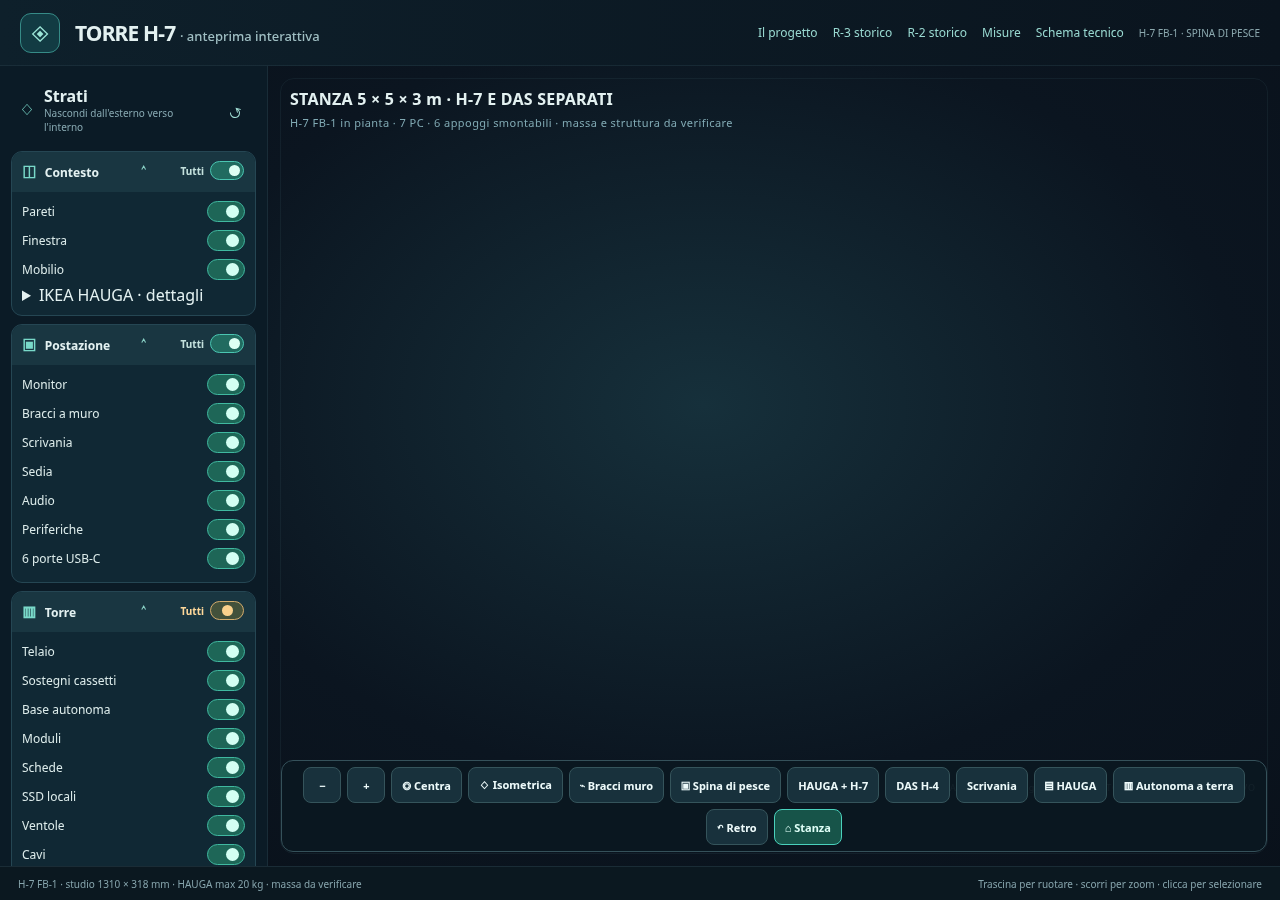 TORRE H-7 · anteprima interattiva
Il progetto
R-3 storico
R-2 storico
Misure
Schema tecnico
H-7 FB-1 · SPINA DI PESCE
Strati
Nascondi dall'esterno verso
l'interno
Contesto
Tutti
Pareti
Finestra
Mobilio
IKEA HAUGA · dettagli
Postazione
Tutti
Monitor
Bracci a muro
Scrivania
Sedia
Audio
Periferiche
6 porte USB-C
Torre
Tutti
Telaio
Sostegni cassetti
Base autonoma
Moduli
Schede
SSD locali
Ventole
Cavi
STANZA 5 × 5 × 3 m · H-7 E DAS SEPARATI
H-7 FB-1 in pianta · 7 PC · 6 appoggi smontabili · massa e struttura da verificare
−
+
Centra
Isometrica
Bracci muro
Spina di pesce
HAUGA + H-7
DAS H-4
Scrivania
HAUGA
Autonoma a terra
Retro
Stanza
H-7 FB-1 · studio 1310 × 318 mm · HAUGA max 20 kg · massa da verificare
Trascina per ruotare · scorri per zoom · clicca per selezionare